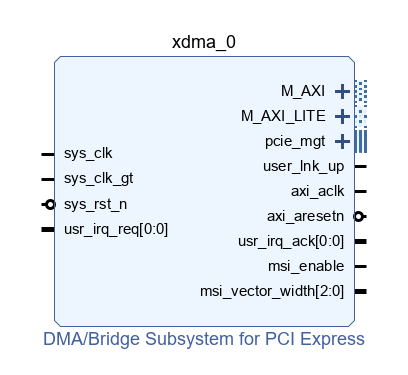 xdma_0
M_AXI
M_AXI_LITE
pcie_mgt
user_lnk_up
axi_aclk
axi_aresetn
usr_irq_ack[0:0]
msi_enable
msi_vector_width[2:0]
sys_clk
sys_clk_gt
sys_rst_n
usr_irq_req[0:0]
DMA/Bridge Subsystem for PCI Express